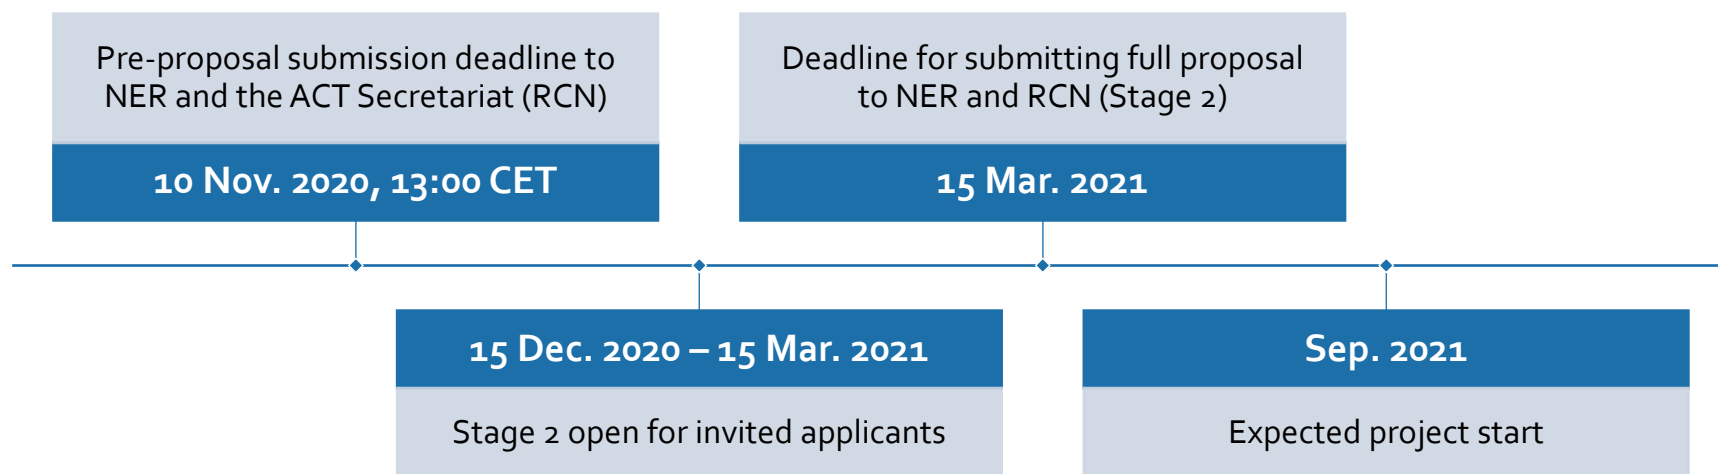 Pre-proposal submission deadline to
NER and the ACT Secretariat (RCN)
10 Nov. 2020, 13:00 CET
15 Dec. 2020 – 15 Mar. 2021
Stage 2 open for invited applicants
Deadline for submitting full proposal
to NER and RCN (Stage 2)
15 Mar. 2021
Sep. 2021
Expected project start